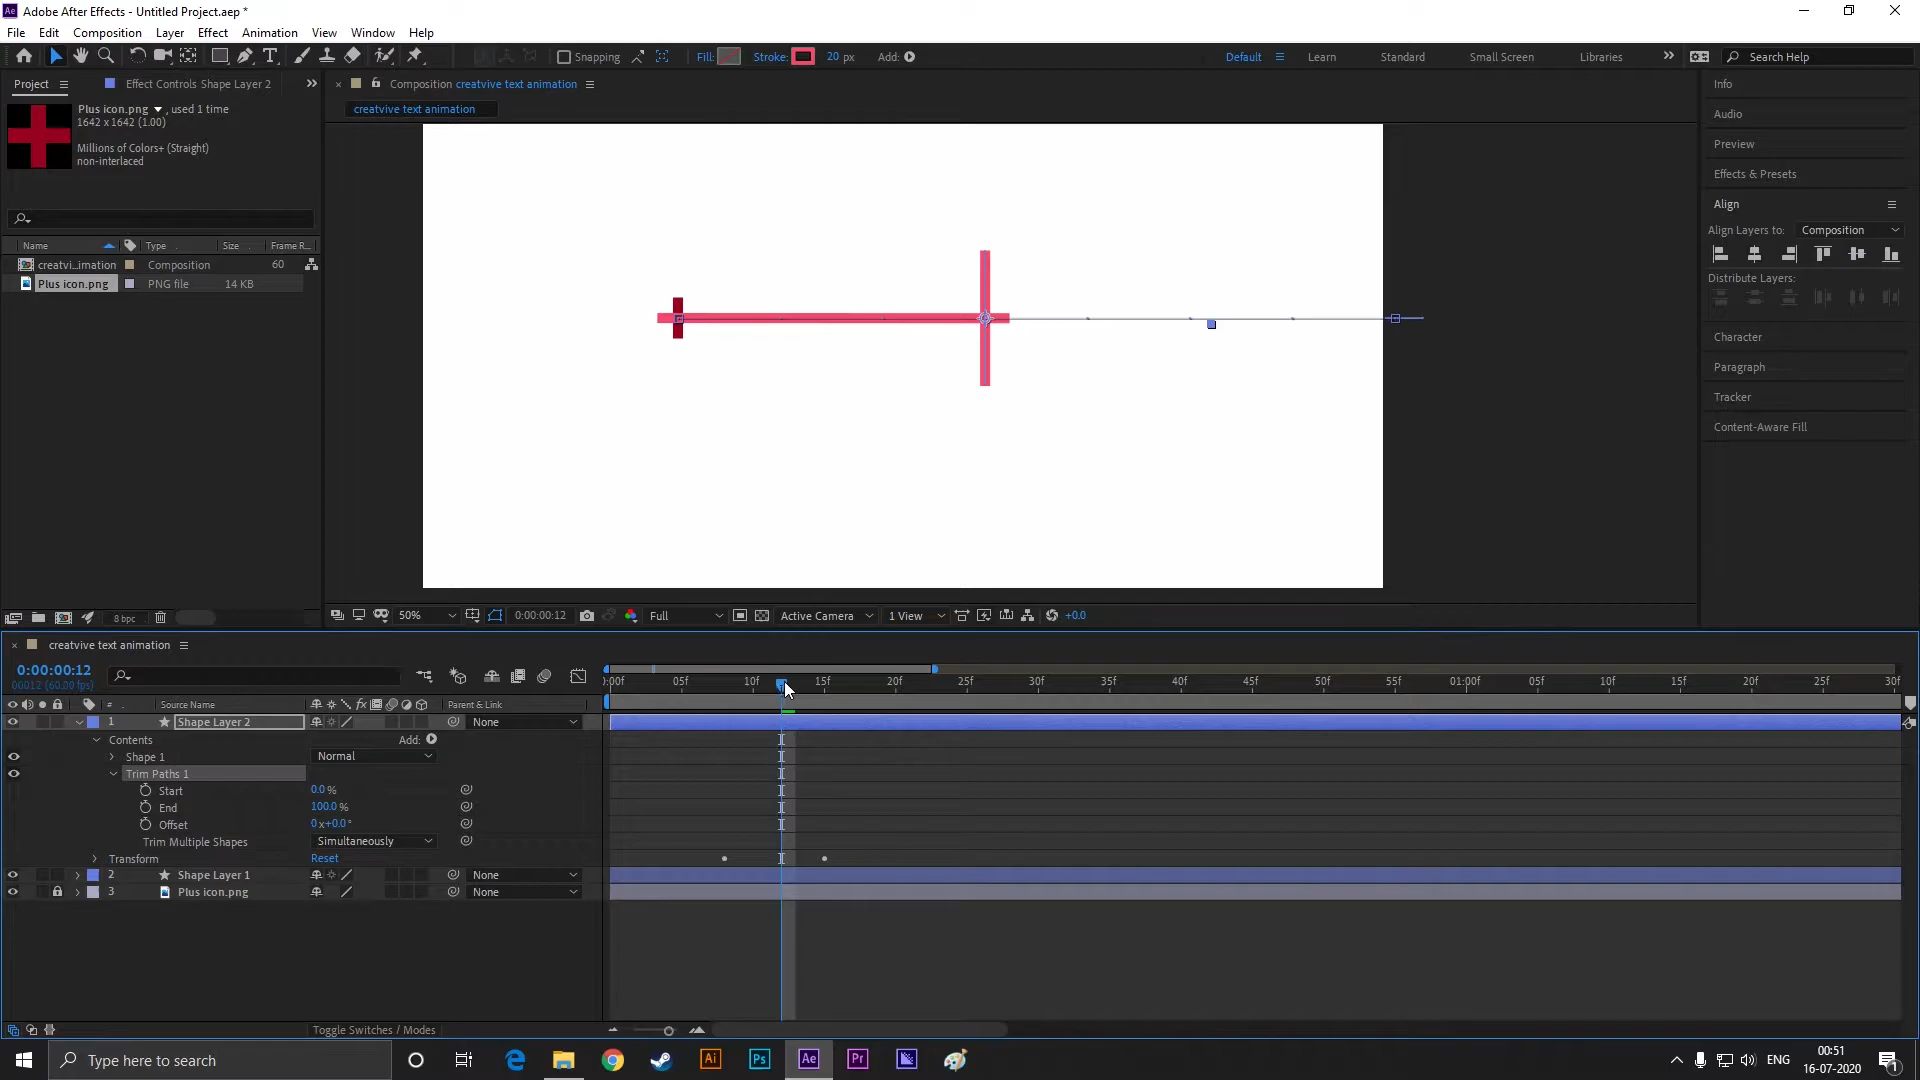 Adobe After Effects - Untitled Project.aep *
File Edit Composition Layer Effect Animation View Window Help
Snapping Fill: Stroke: 20 px Add: Default Learn Standard Small Screen Libraries Search Help
Project Effect Controls Shape Layer 2
Composition creatvive text animation
creatvive text animation
Plus icon.png , used 1 time
1642 x 1642 (1.00)
Millions of Colors+ (Straight)
non-interlaced
Name Type Size Frame R...
creatvi...imation Composition 60
Plus icon.png PNG file 14 KB
8 bpc
50% 0:00:00:12 Full Active Camera 1 View +0.0
Info
Audio
Preview
Effects & Presets
Align
Align Layers to: Composition
Distribute Layers:
Character
Paragraph
Tracker
Content-Aware Fill
creatvive text animation
0:00:00:12
00012 (60.00 fps)
):00f 05f 10f 15f 20f 25f 30f 35f 40f 45f 50f 55f 01:00f 05f 10f 15f 20f 25f 30f
# Source Name fx Parent & Link
1 Shape Layer 2 None
Contents Add:
Shape 1 Normal
Trim Paths 1
Start 0.0 %
End 100.0 %
Offset 0 x+0.0 °
Trim Multiple Shapes Simultaneously
Transform Reset
2 Shape Layer 1 None
3 Plus icon.png None
Toggle Switches / Modes
Type here to search
Ai Ps Ae Pr
ENG
00:51
16-07-2020
1